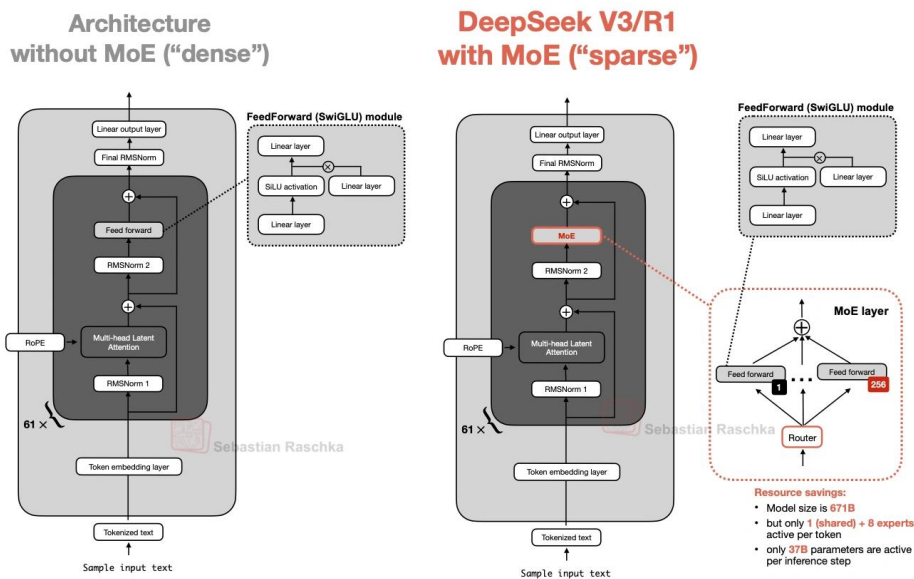 Architecture
without MoE (“dense”)
Linear output layer
Final RMSNorm
Feed forward
RMSNorm 2
Multi-head Latent
Attention
RoPE
RMSNorm 1
61 ×
Token embedding layer
Tokenized text
Sample input text
FeedForward (SwiGLU) module
Linear layer
SiLU activation
Linear layer
Linear layer
Sebastian Raschka
DeepSeek V3/R1
with MoE (“sparse”)
Linear output layer
Final RMSNorm
MoE
RMSNorm 2
Multi-head Latent
Attention
RoPE
RMSNorm 1
61 ×
Token embedding layer
Tokenized text
Sample input text
Sebastian Raschka
FeedForward (SwiGLU) module
Linear layer
SiLU activation
Linear layer
Linear layer
MoE layer
Feed forward
1
...
Feed forward
256
Router
Resource savings:
• Model size is 671B
• but only 1 (shared) + 8 experts
active per token
• only 37B parameters are active
per inference step